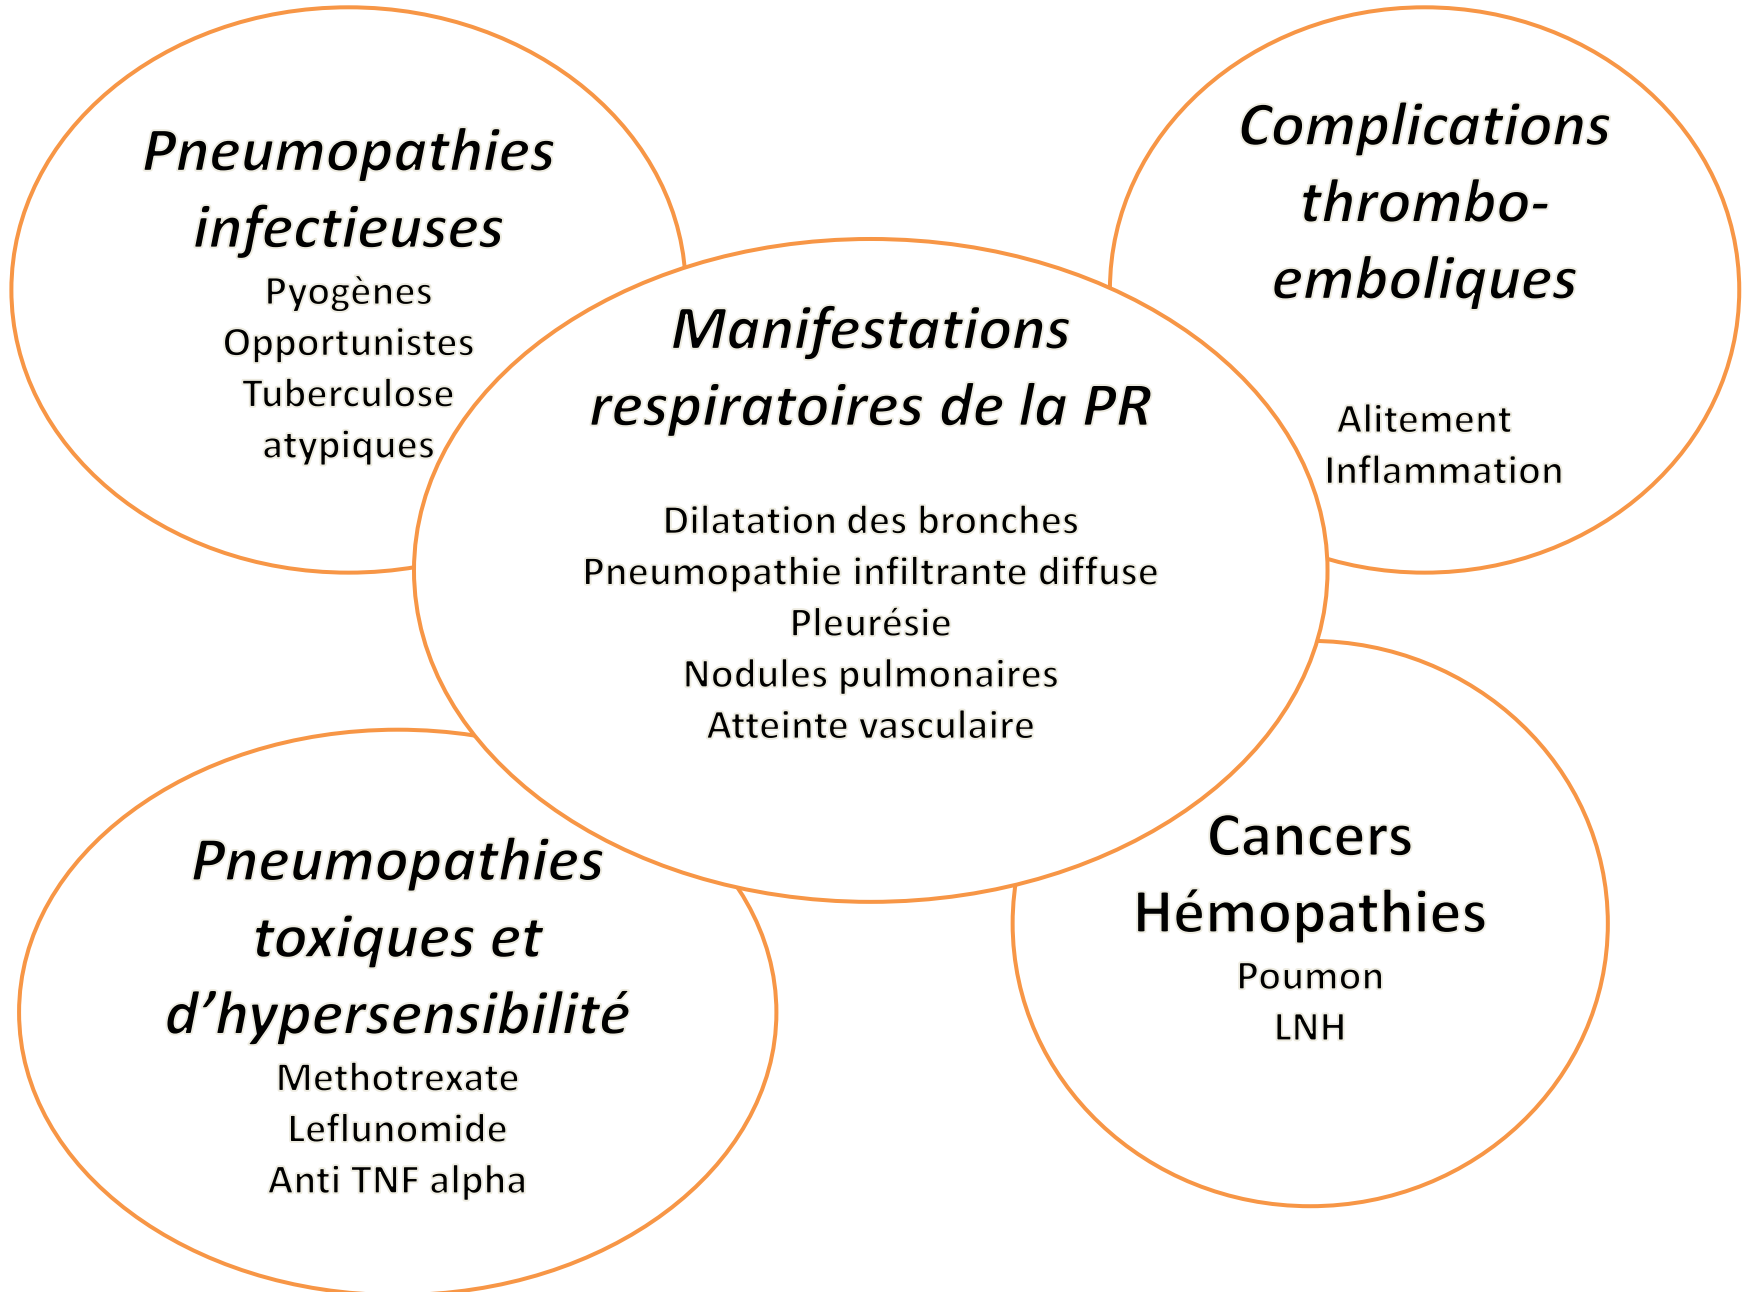 Pneumopathies
infectieuses
Pyogènes
Opportunistes
Tuberculose
atypiques
Complications
thrombo-
emboliques
Alitement
Inflammation
Manifestations
respiratoires de la PR
Dilatation des bronches
Pneumopathie infiltrante diffuse
Pleurésie
Nodules pulmonaires
Atteinte vasculaire
Pneumopathies
toxiques et
d’hypersensibilité
Methotrexate
Leflunomide
Anti TNF alpha
Cancers
Hémopathies
Poumon
LNH